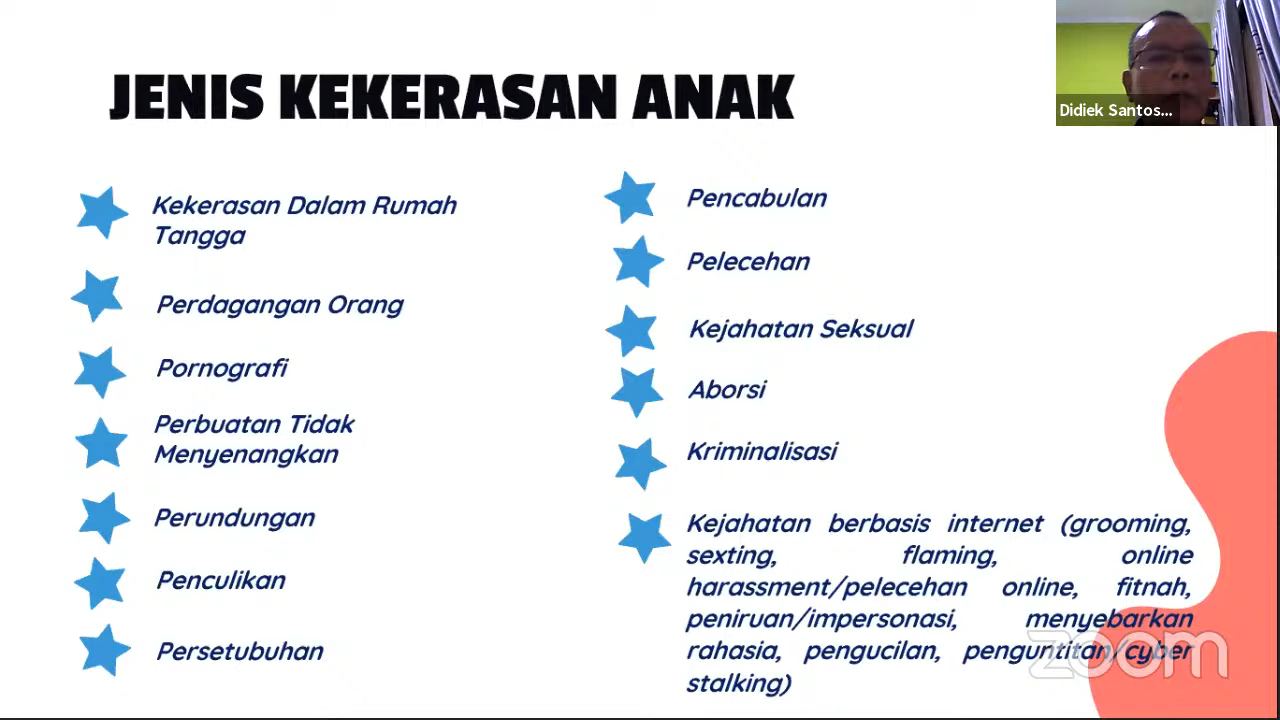 JENIS KEKERASAN ANAK
Didiek Santos...
Kekerasan Dalam Rumah
Tangga
Perdagangan Orang
Pornografi
Perbuatan Tidak
Menyenangkan
Perundungan
Penculikan
Persetubuhan
Pencabulan
Pelecehan
Kejahatan Seksual
Aborsi
Kriminalisasi
Kejahatan berbasis internet (grooming,
sexting, flaming, online
harassment/pelecehan online, fitnah,
peniruan/impersonasi, menyebarkan
rahasia, pengucilan, penguntitan/cyber
stalking)
zoom